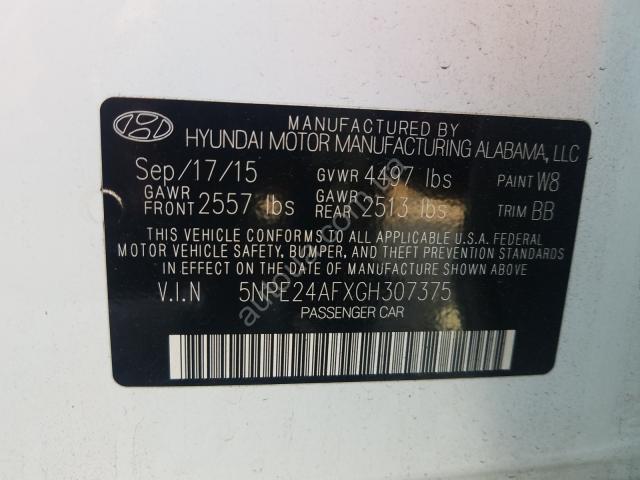 MANUFACTURED BY
HYUNDAI MOTOR MANUFACTURING ALABAMA, LLC
Sep/17/15 GVWR 4497 lbs PAINT W8
GAWR FRONT 2557 lbs GAWR REAR 2513 lbs TRIM BB
THIS VEHICLE CONFORMS TO ALL APPLICABLE U.S.A. FEDERAL
MOTOR VEHICLE SAFETY, BUMPER, AND THEFT PREVENTION STANDARDS
IN EFFECT ON THE DATE OF MANUFACTURE SHOWN ABOVE
V.I.N 5NPE24AFXGH307375
PASSENGER CAR